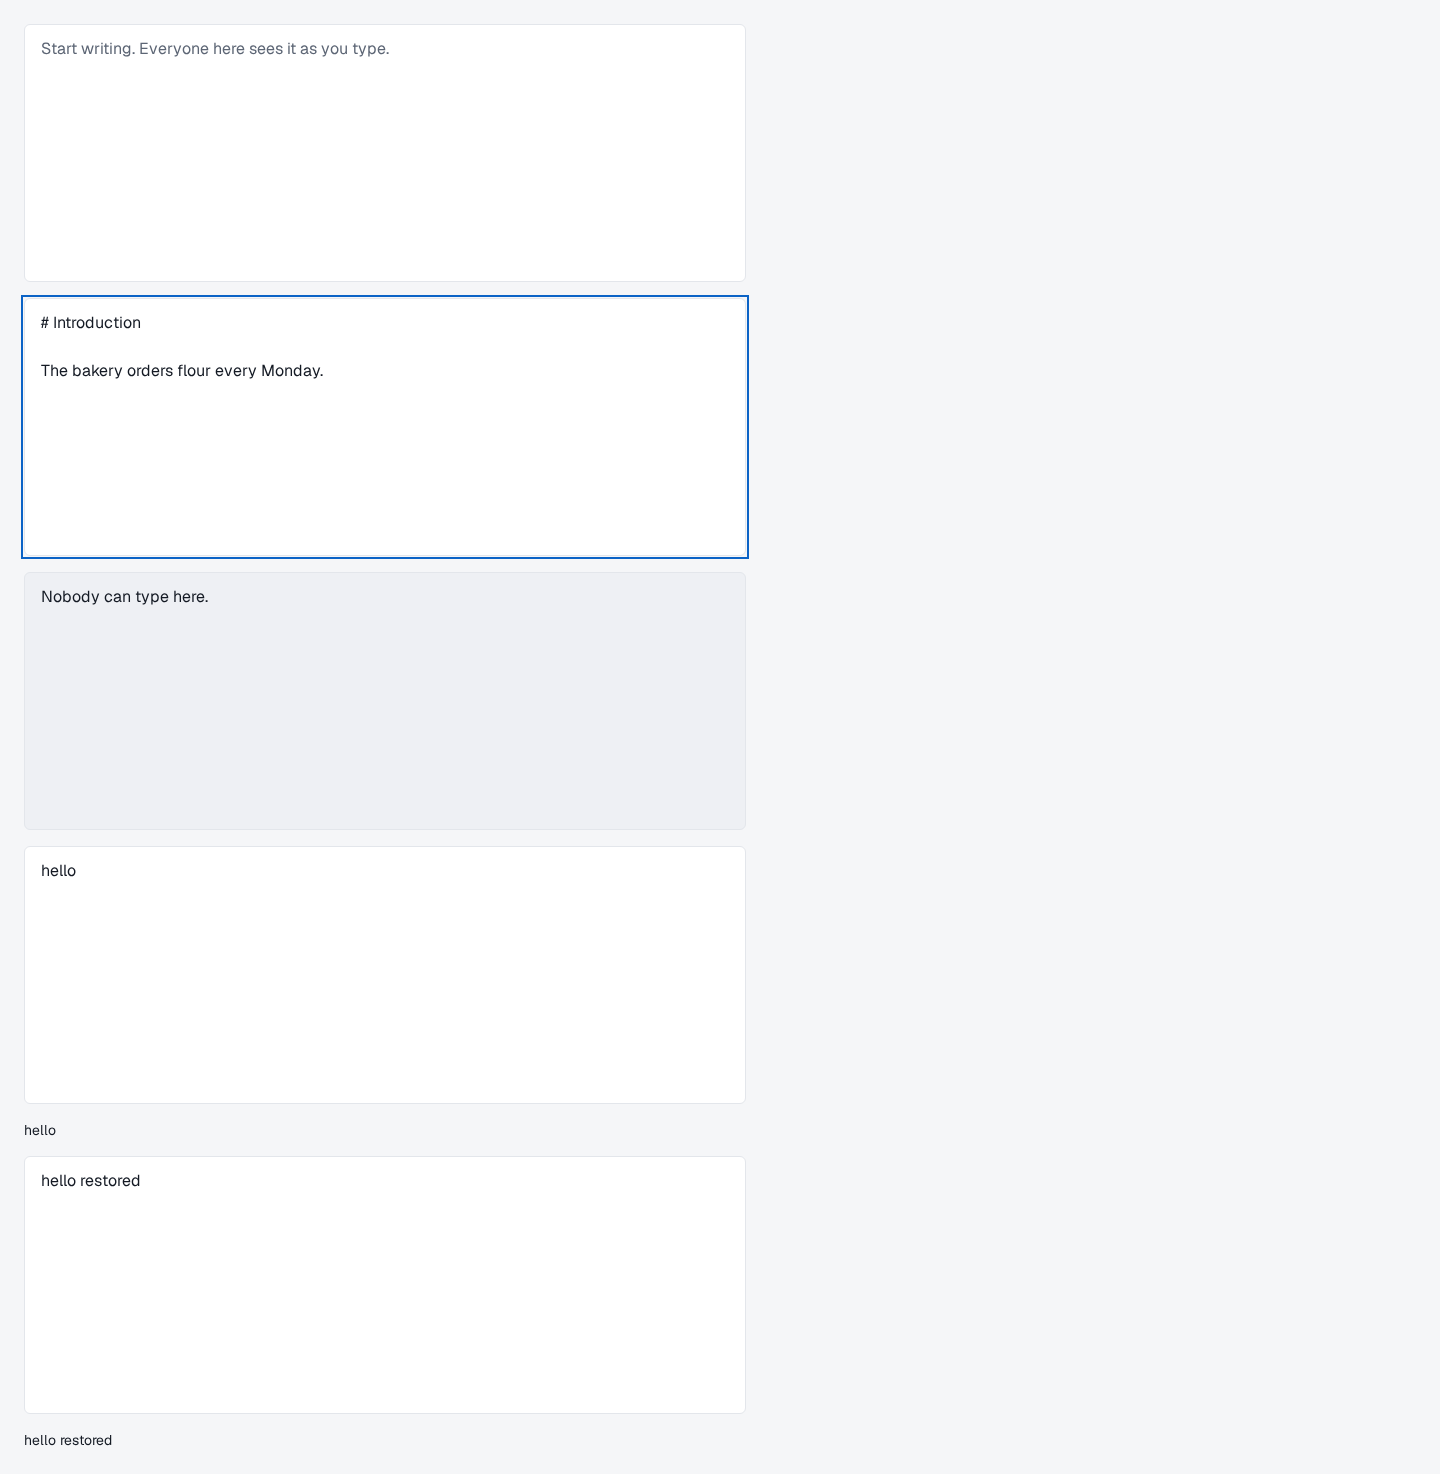 Start writing. Everyone here sees it as you type.
# Introduction
The bakery orders flour every Monday.
Nobody can type here.
hello
hello
hello restored
hello restored